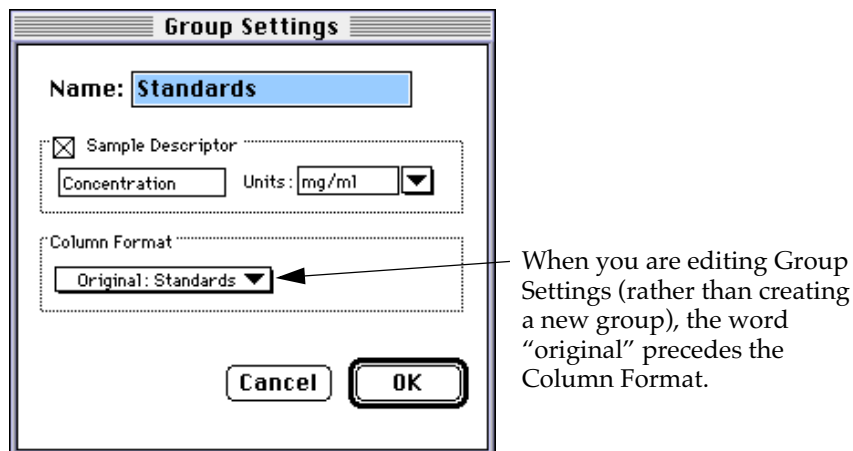 Group Settings
Name: Standards
Sample Descriptor
Concentration Units: mg/ml
Column Format
Original: Standards
When you are editing Group
Settings (rather than creating
a new group), the word
“original” precedes the
Column Format.
Cancel OK